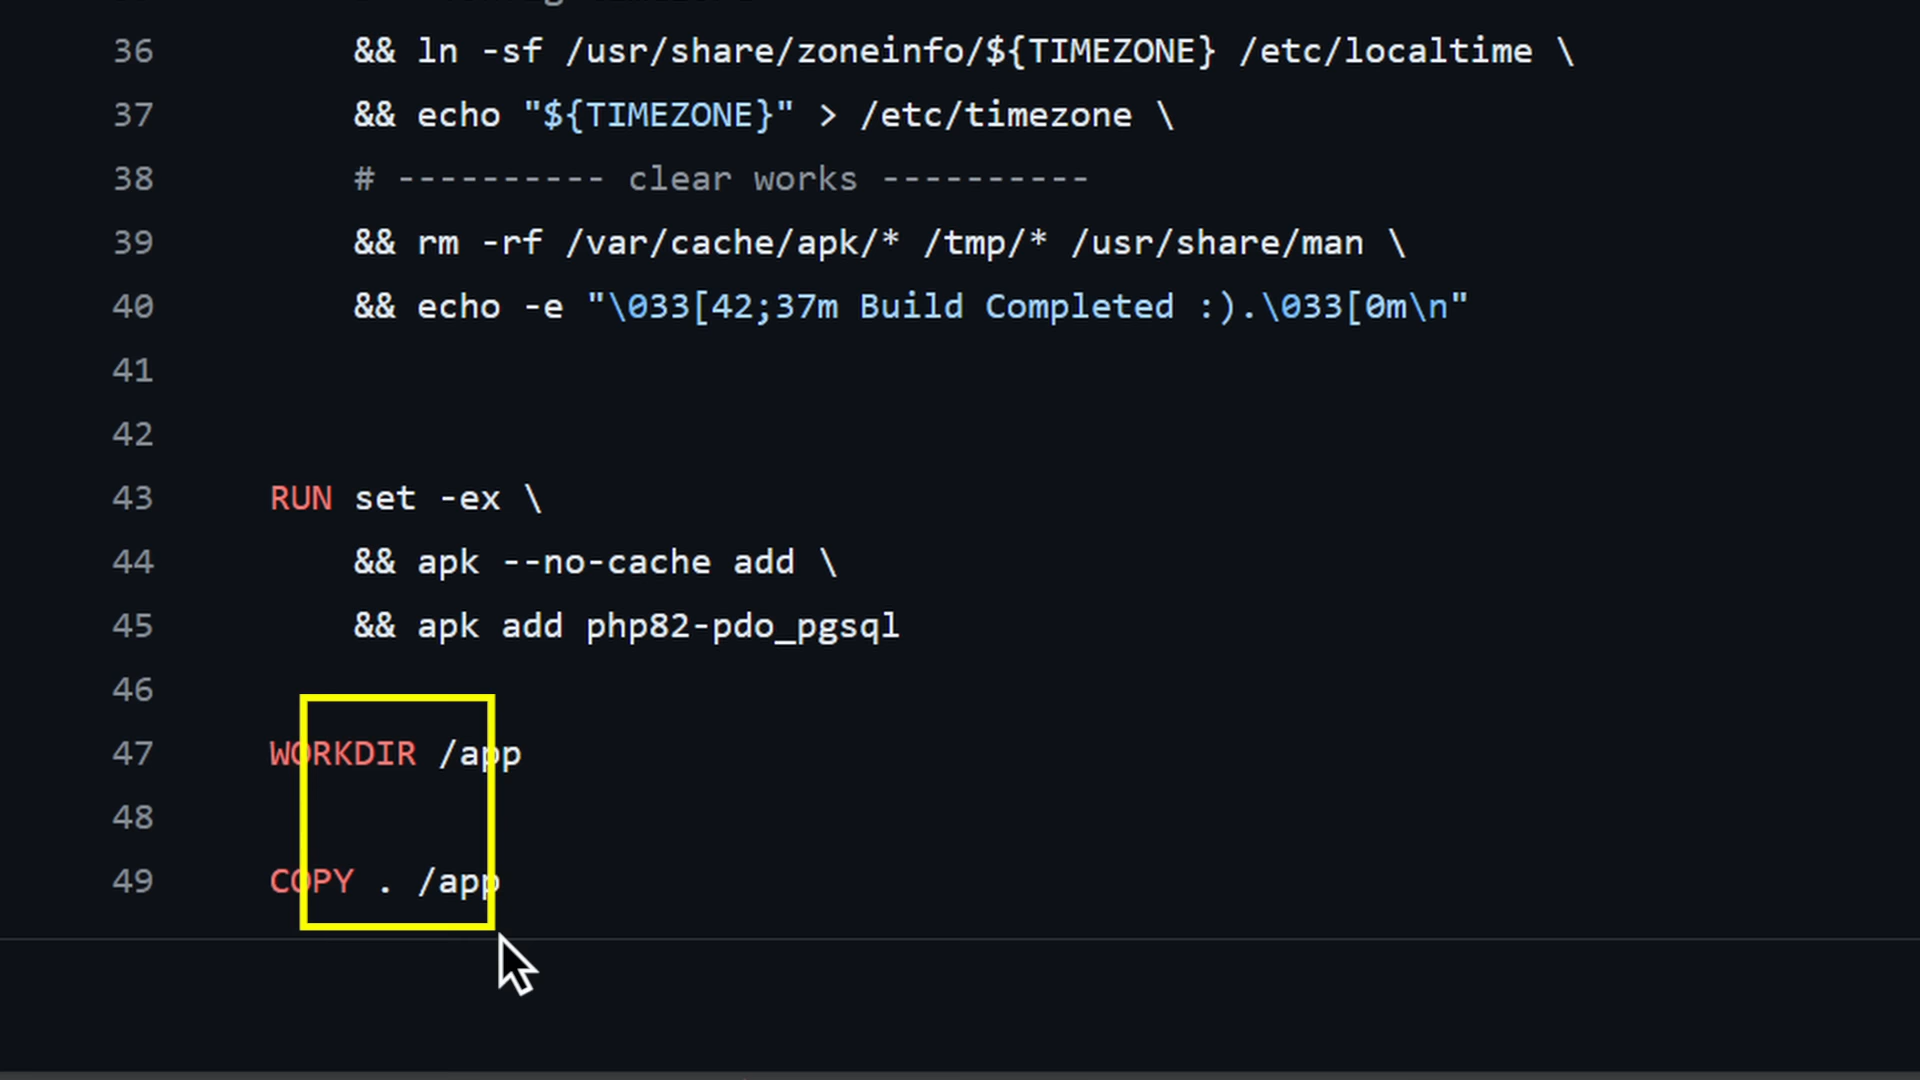 36 && ln -sf /usr/share/zoneinfo/${TIMEZONE} /etc/localtime \
37 && echo "${TIMEZONE}" > /etc/timezone \
38 # ---------- clear works ----------
39 && rm -rf /var/cache/apk/* /tmp/* /usr/share/man \
40 && echo -e "\033[42;37m Build Completed :).\033[0m\n"
41
42
43 RUN set -ex \
44 && apk --no-cache add \
45 && apk add php82-pdo_pgsql
46
47 WORKDIR /app
48
49 COPY . /app